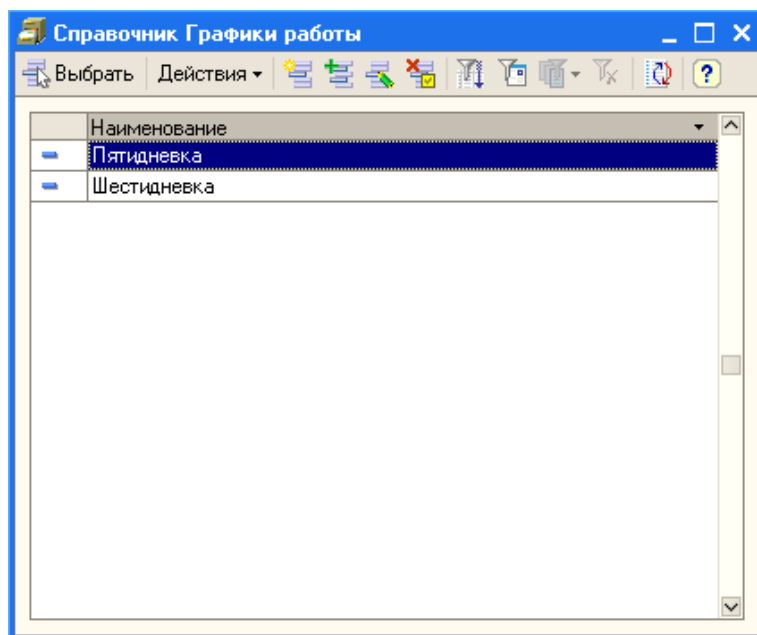 Справочник Графики работы
Выбрать Действия
Наименование
Пятидневка
Шестидневка